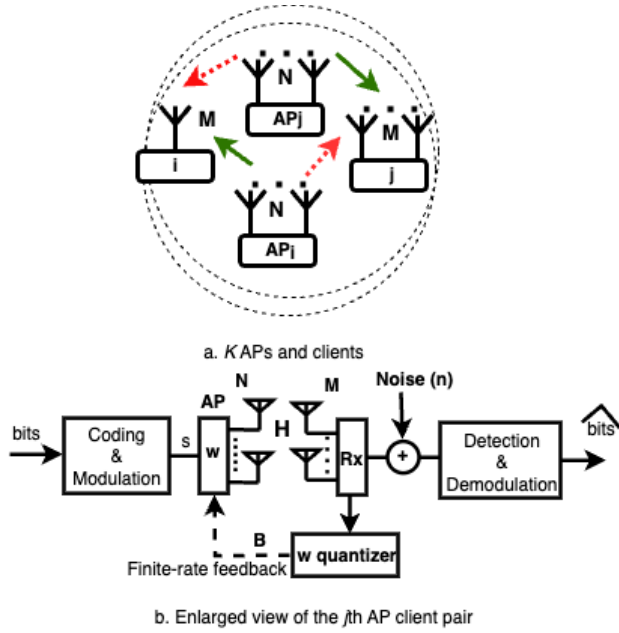 N
APj
M
i
M
j
N
APi
a. K APs and clients
N
M
Noise (n)
AP
bits
Coding
&
Modulation
s
w
H
Rx
+
Detection
&
Demodulation
bits
B
w quantizer
Finite-rate feedback
b. Enlarged view of the jth AP client pair